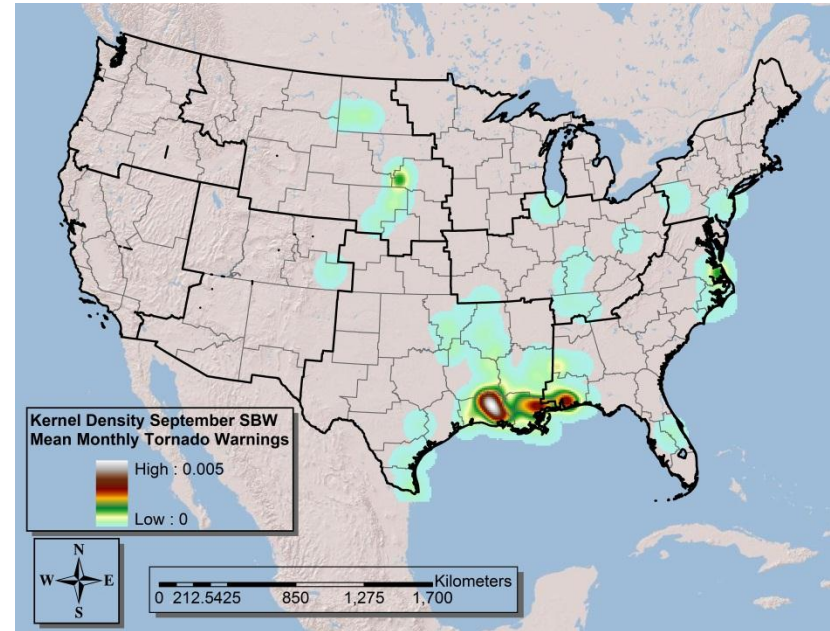 Kernel Density September SBW
Mean Monthly Tornado Warnings
High : 0.005
Low : 0
N
W E
S
Kilometers
0 212.5425 850 1,275 1,700